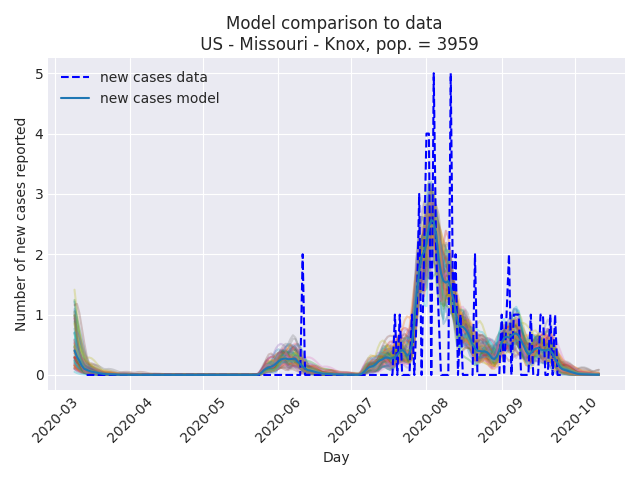 Model comparison to data
US - Missouri - Knox, pop. = 3959
new cases data
new cases model
Number of new cases reported
5
4
3
2
1
0
2020-03
2020-04
2020-05
2020-06
2020-07
2020-08
2020-09
2020-10
Day